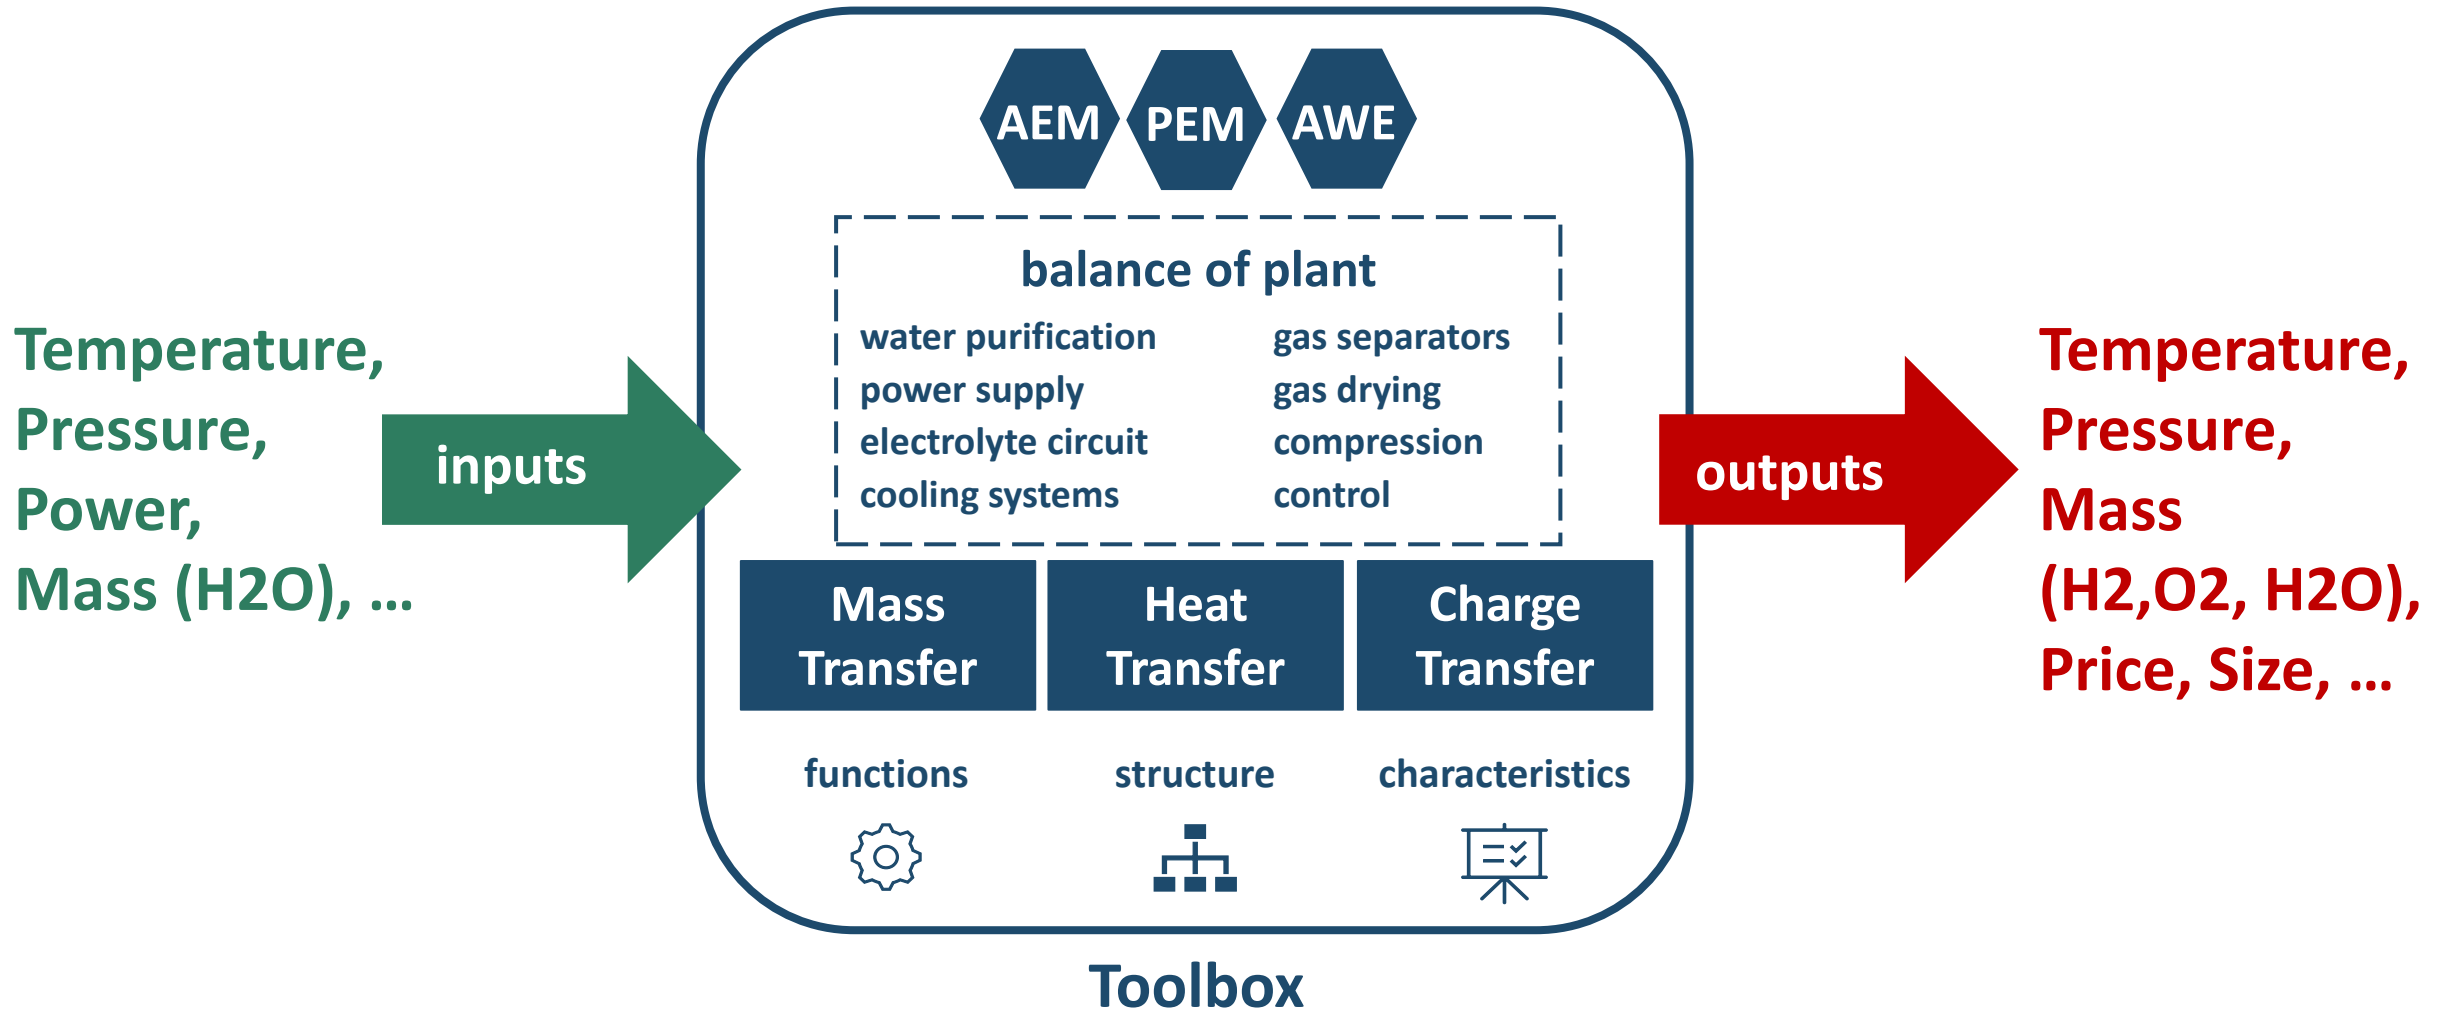 AEM
PEM
AWE
balance of plant
water purification
power supply
electrolyte circuit
cooling systems
gas separators
gas drying
compression
control
Temperature,
Pressure,
Power,
Mass (H2O), ...
inputs
outputs
Temperature,
Pressure,
Mass
(H2,O2, H2O),
Price, Size, ...
Mass
Transfer
Heat
Transfer
Charge
Transfer
functions
structure
characteristics
Toolbox